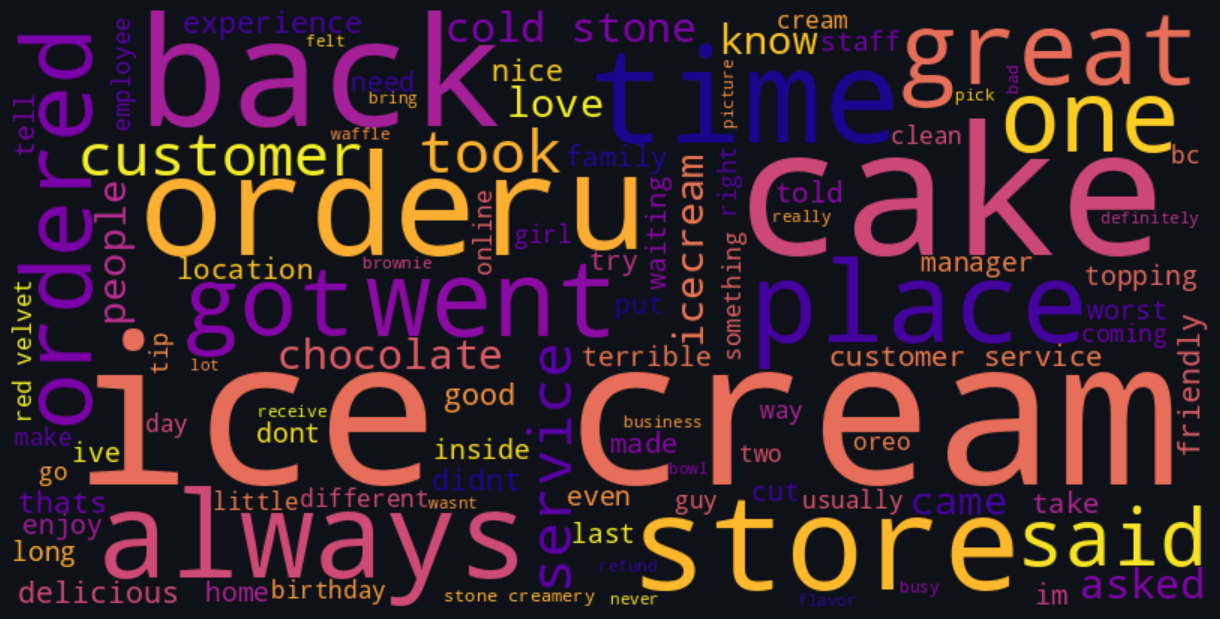 experience
cream
employee
felt
back
cold stone
know
staff
great
ordered
need
nice
bring
love
time
picture
bad
pick
one
tell
waffle
customer
took
family
clean
bc
people
order
u
online
girl
waiting
icecream
right
told
really
cake
definitely
location
brownie
try
something
manager
topping
red velvet
got
went
put
place
worst
coming
tip
lot
chocolate
service
terrible
customer service
friendly
ice cream
receive
good
business
way
day
dont
made
oreo
make
ive
inside
two
go
bowl
didnt
thats
little
different
wasnt
even
guy
cut
usually
came
take
enjoy
always
last
store
said
long
refund
delicious
home
birthday
stone creamery
never
flavor
busy
im
asked